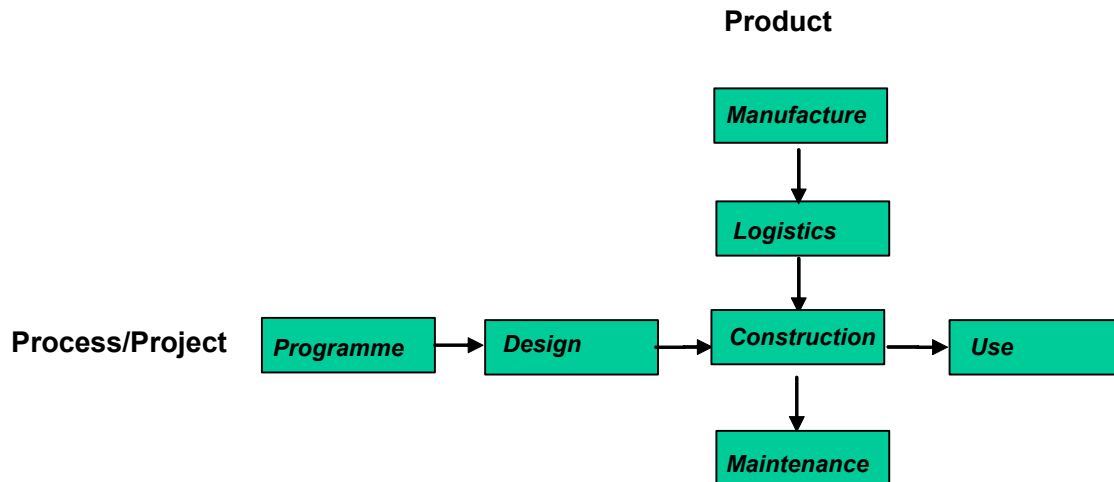 Product
Manufacture
Logistics
Process/Project
Programme
Design
Construction
Use
Maintenance